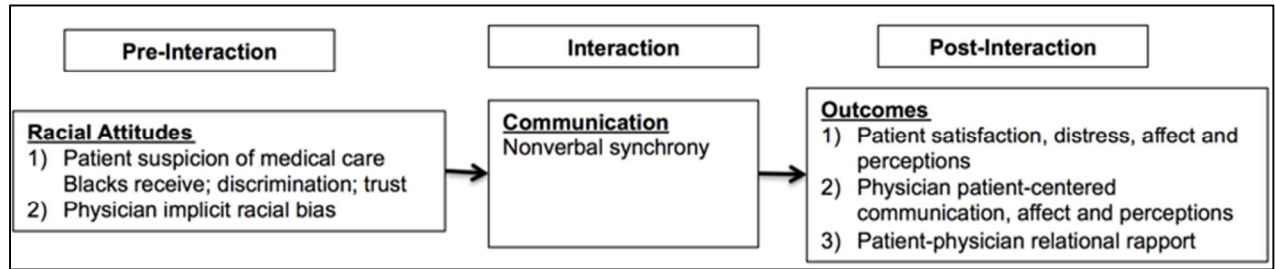 Pre-Interaction
Interaction
Post-Interaction
Racial Attitudes
1) Patient suspicion of medical care
Blacks receive; discrimination; trust
2) Physician implicit racial bias
Communication
Nonverbal synchrony
Outcomes
1) Patient satisfaction, distress, affect and
perceptions
2) Physician patient-centered
communication, affect and perceptions
3) Patient-physician relational rapport